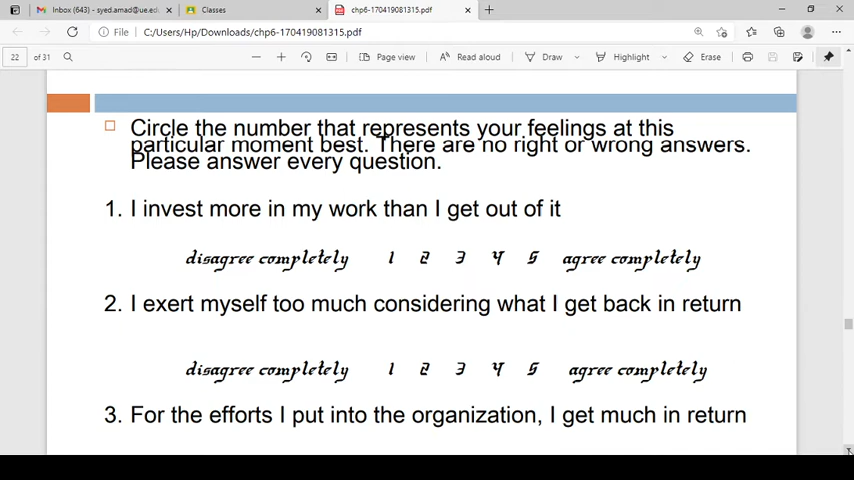 Inbox (643) - syed.amad@ue.ed
Classes
chp6-170419081315.pdf
File
C:/Users/Hp/Downloads/chp6-170419081315.pdf
22 of 31
Page view
Read aloud
Draw
Highlight
Erase
Circle the number that represents your feelings at this
particular moment best. There are no right or wrong answers.
Please answer every question.
1. I invest more in my work than I get out of it
disagree completely 1 2 3 4 5 agree completely
2. I exert myself too much considering what I get back in return
disagree completely 1 2 3 4 5 agree completely
3. For the efforts I put into the organization, I get much in return